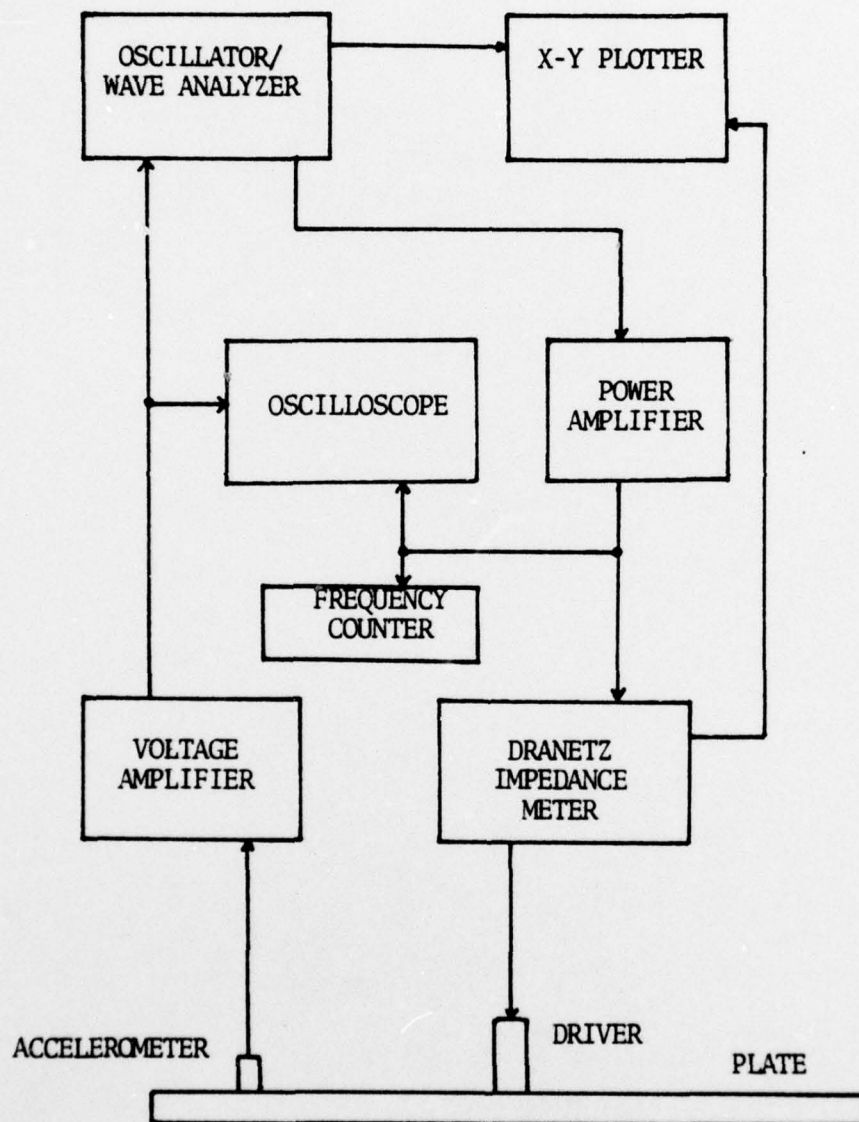 OSCILLATOR/
WAVE ANALYZER
X-Y PLOTTER
OSCILLOSCOPE
POWER
AMPLIFIER
FREQUENCY
COUNTER
VOLTAGE
AMPLIFIER
DRANETZ
IMPEDANCE
METER
ACCELEROMETER
DRIVER
PLATE